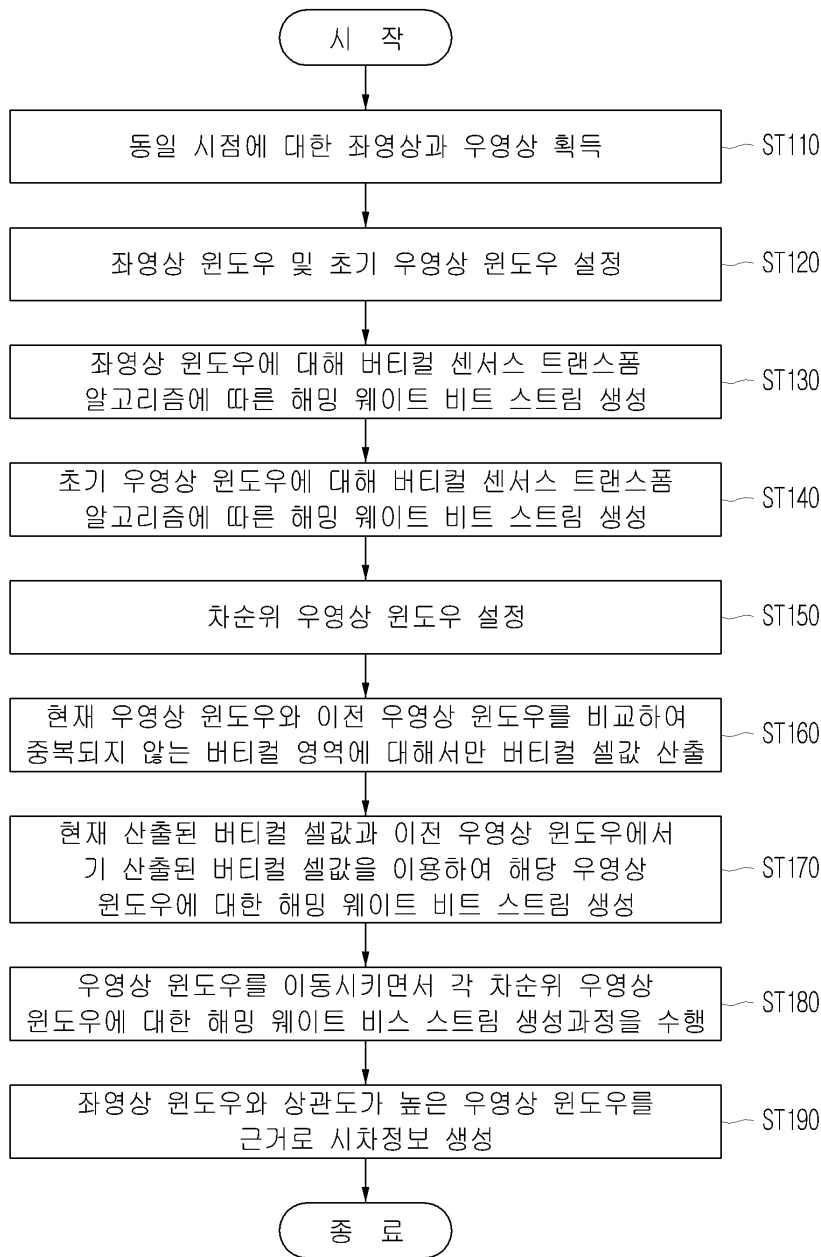 시 작
동일 시점에 대한 좌영상과 우영상 획득
ST110
좌영상 윈도우 및 초기 우영상 윈도우 설정
ST120
좌영상 윈도우에 대해 버티컬 센서스 트랜스폼
알고리즘에 따른 해밍 웨이트 비트 스트림 생성
ST130
초기 우영상 윈도우에 대해 버티컬 센서스 트랜스폼
알고리즘에 따른 해밍 웨이트 비트 스트림 생성
ST140
차순위 우영상 윈도우 설정
ST150
현재 우영상 윈도우와 이전 우영상 윈도우를 비교하여
중복되지 않는 버티컬 영역에 대해서만 버티컬 셀값 산출
ST160
현재 산출된 버티컬 셀값과 이전 우영상 윈도우에서
기 산출된 버티컬 셀값을 이용하여 해당 우영상
윈도우에 대한 해밍 웨이트 비트 스트림 생성
ST170
우영상 윈도우를 이동시키면서 각 차순위 우영상
윈도우에 대한 해밍 웨이트 비스 스트림 생성과정을 수행
ST180
좌영상 윈도우와 상관도가 높은 우영상 윈도우를
근거로 시차정보 생성
ST190
종 료